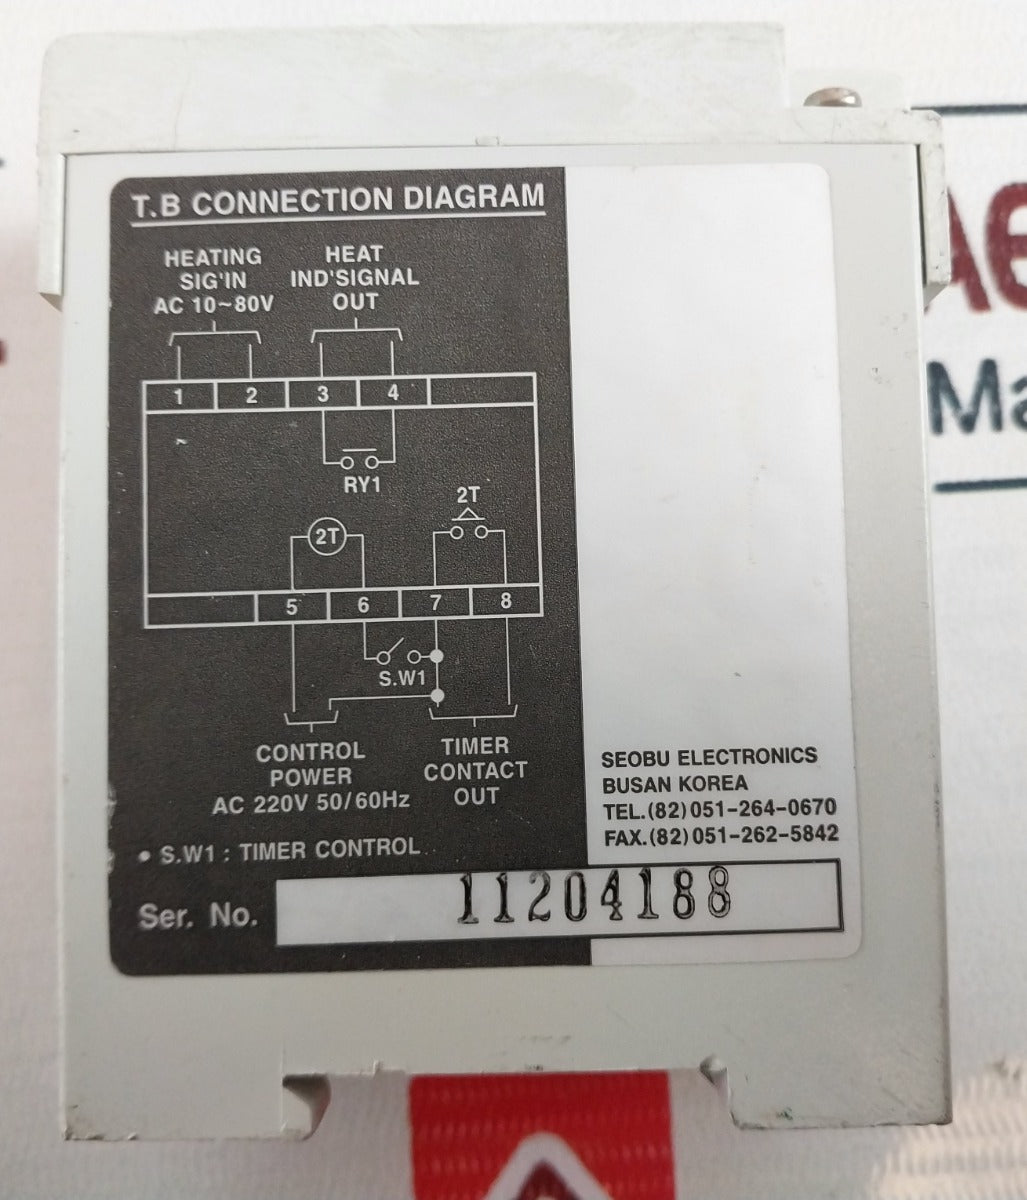 T.B CONNECTION DIAGRAM
HEATING
SIG'IN
AC 10~80V
HEAT
IND'SIGNAL
OUT
1 2 3 4
RY1
2T
2T
5 6 7 8
S.W1
CONTROL
POWER
AC 220V 50/60Hz
TIMER
CONTACT
OUT
• S.W1 : TIMER CONTROL
SEOBU ELECTRONICS
BUSAN KOREA
TEL.(82)051-264-0670
FAX.(82)051-262-5842
Ser. No. 11204188
Ma